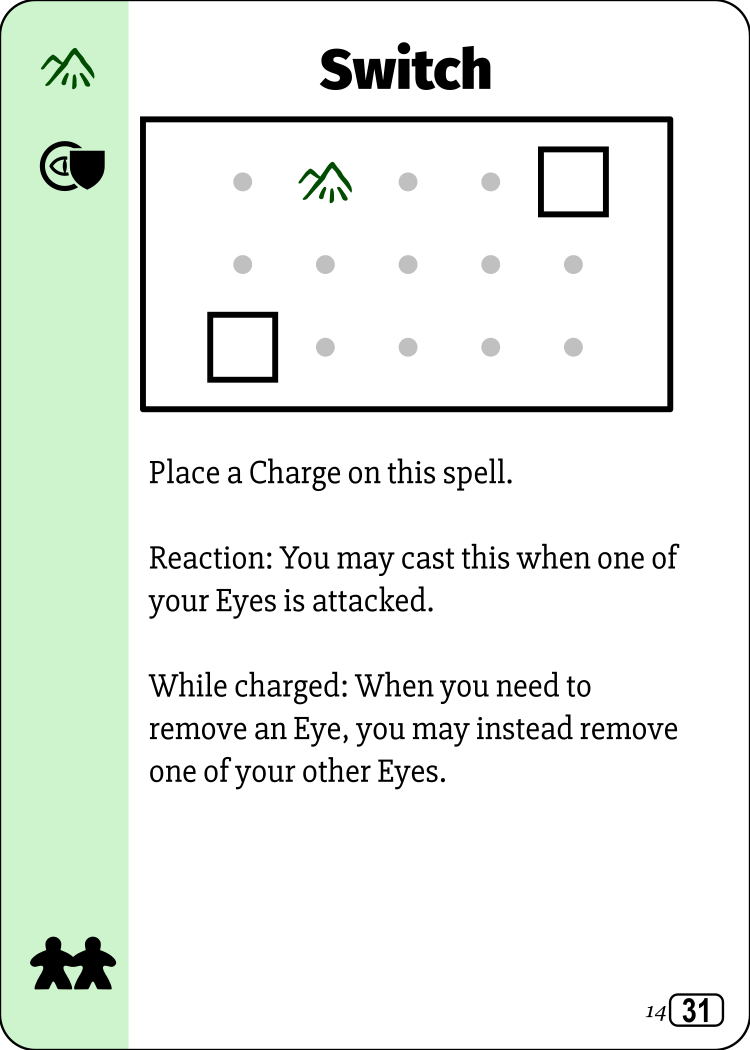 Switch
Place a Charge on this spell.
Reaction: You may cast this when one of
your Eyes is attacked.
While charged: When you need to
remove an Eye, you may instead remove
one of your other Eyes.
14 31